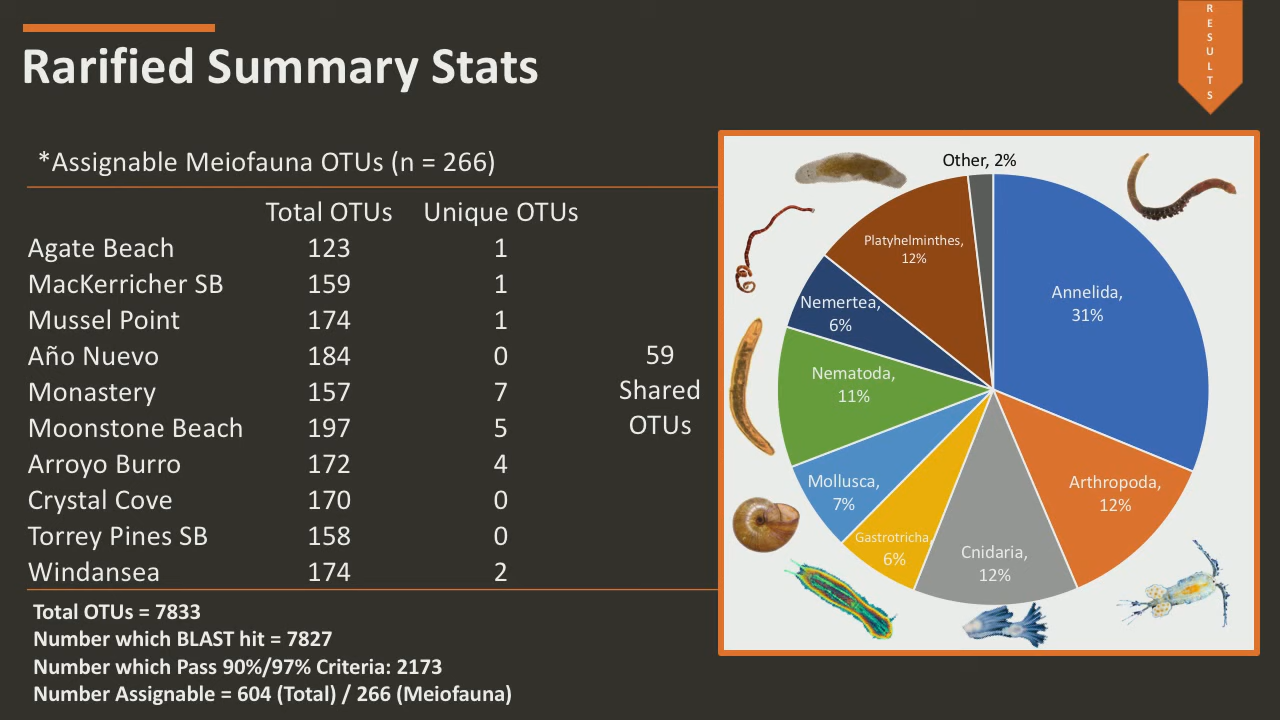 RESULTS
Rarified Summary Stats
*Assignable Meiofauna OTUs (n = 266)
Total OTUs Unique OTUs
Agate Beach 123 1
MacKerricher SB 159 1
Mussel Point 174 1
Año Nuevo 184 0
Monastery 157 7
Moonstone Beach 197 5
Arroyo Burro 172 4
Crystal Cove 170 0
Torrey Pines SB 158 0
Windansea 174 2
59
Shared
OTUs
Total OTUs = 7833
Number which BLAST hit = 7827
Number which Pass 90%/97% Criteria: 2173
Number Assignable = 604 (Total) / 266 (Meiofauna)
Other, 2%
Annelida,
31%
Arthropoda,
12%
Cnidaria,
12%
Gastrotricha,
6%
Mollusca,
7%
Nematoda,
11%
Nemertea,
6%
Platyhelminthes,
12%